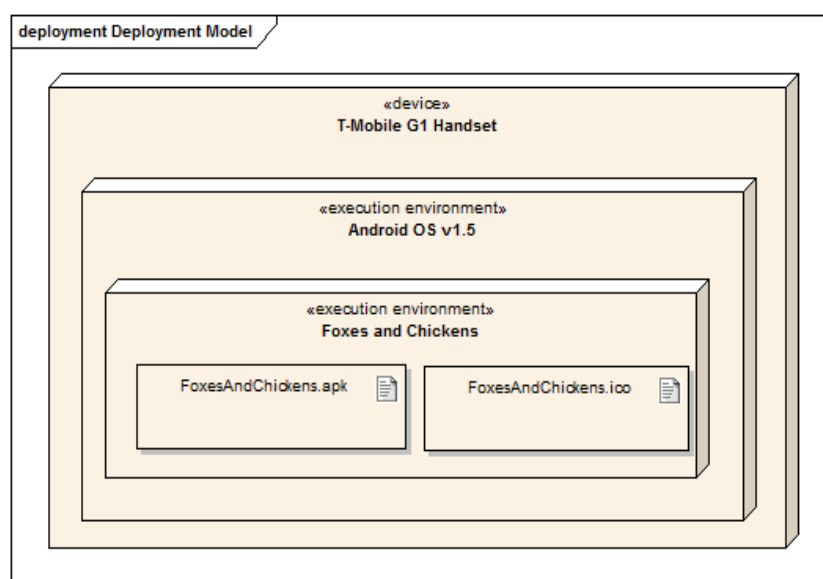 deployment Deployment Model
«device»
T-Mobile G1 Handset
«execution environment»
Android OS v1.5
«execution environment»
Foxes and Chickens
FoxesAndChickens.apk
FoxesAndChickens.ico